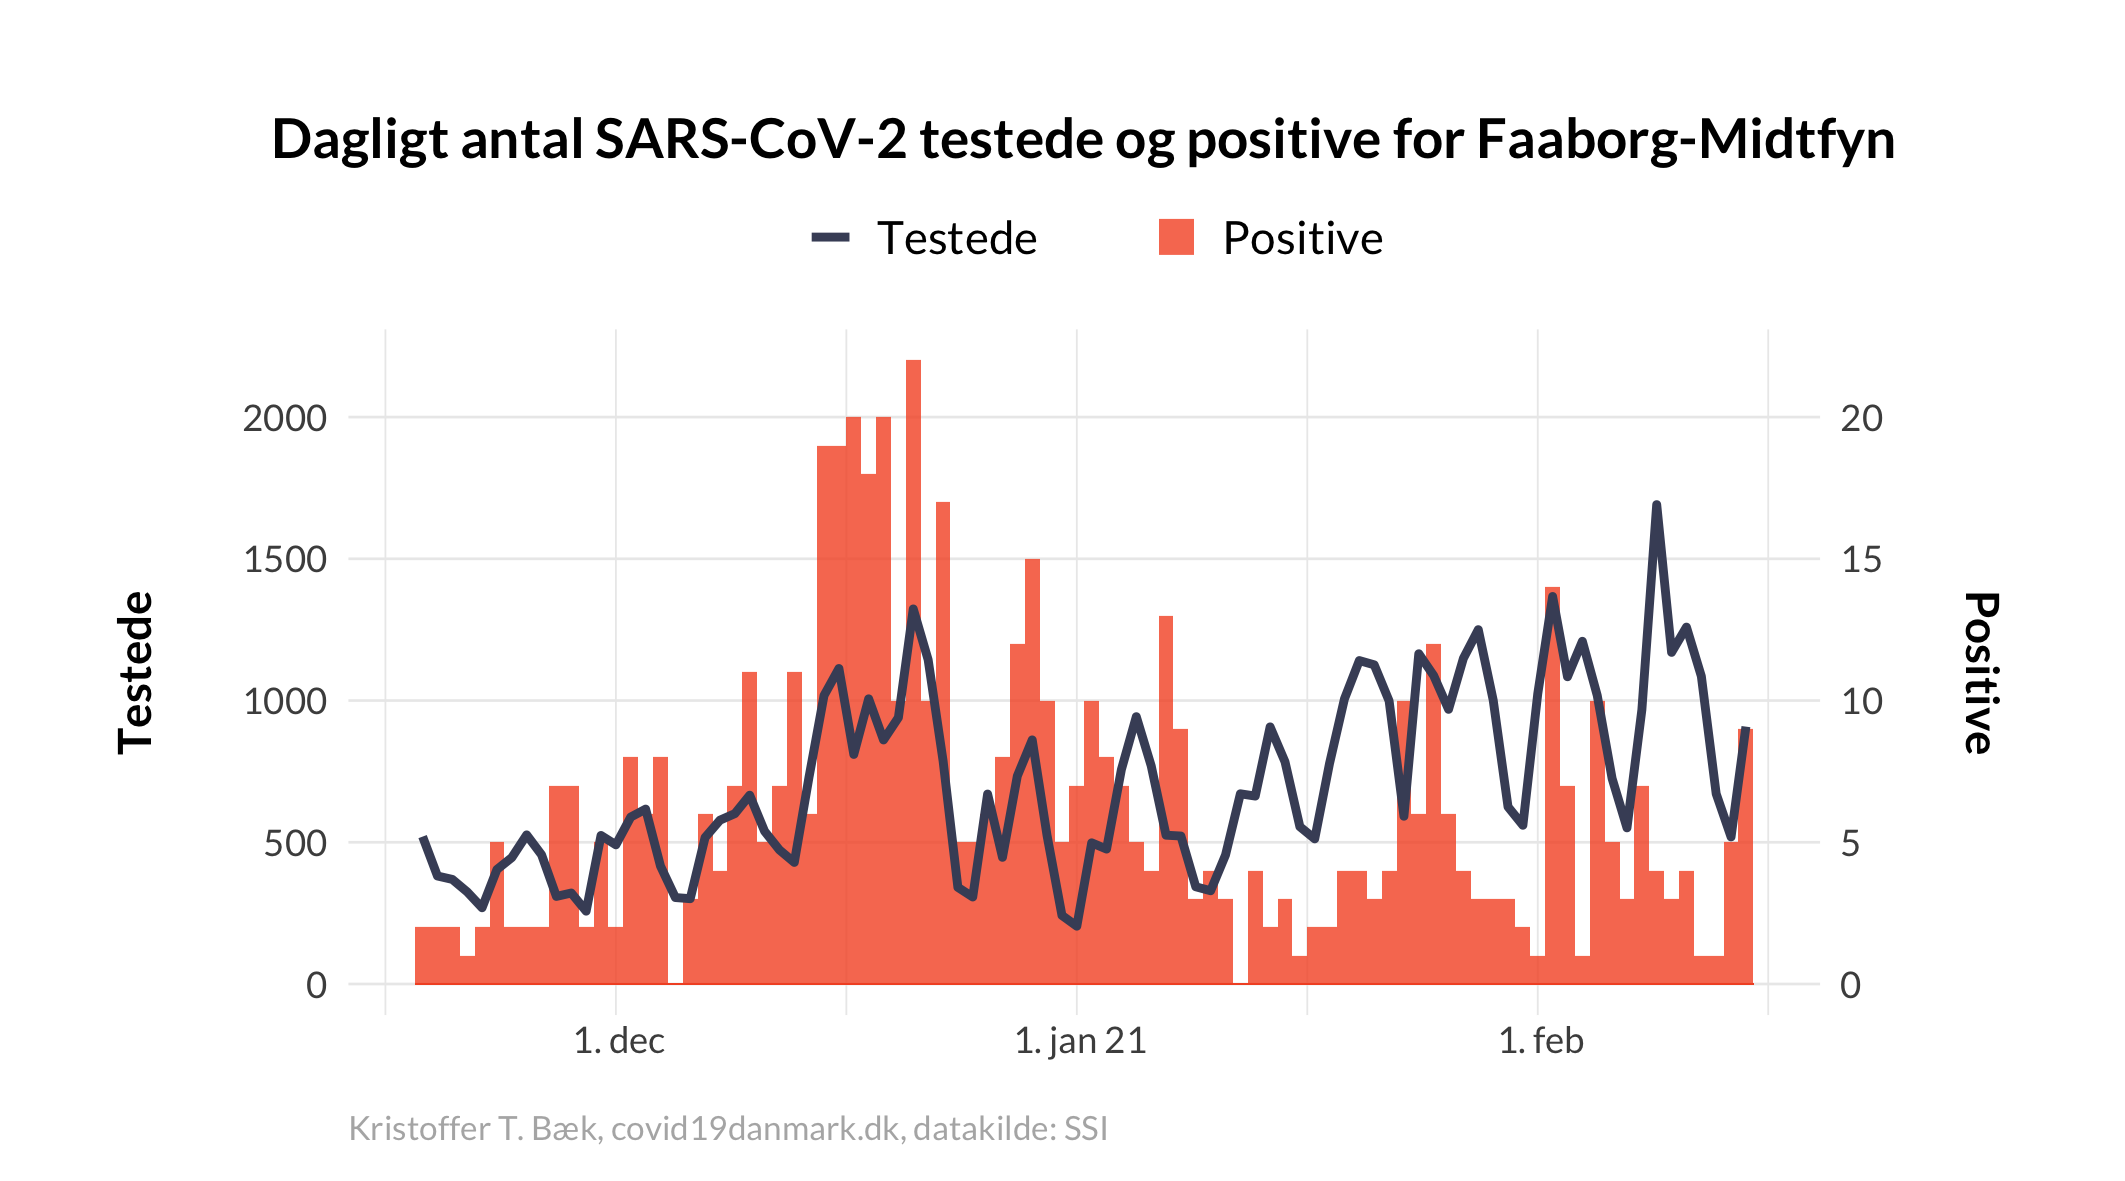 Dagligt antal SARS-CoV-2 testede og positive for Faaborg-Midtfyn
Testede
Positive
2000
1500
1000
500
0
Testede
20
15
10
5
0
Positive
1. dec
1. jan 21
1. feb
Kristoffer T. Bæk, covid19danmark.dk, datakilde: SSI